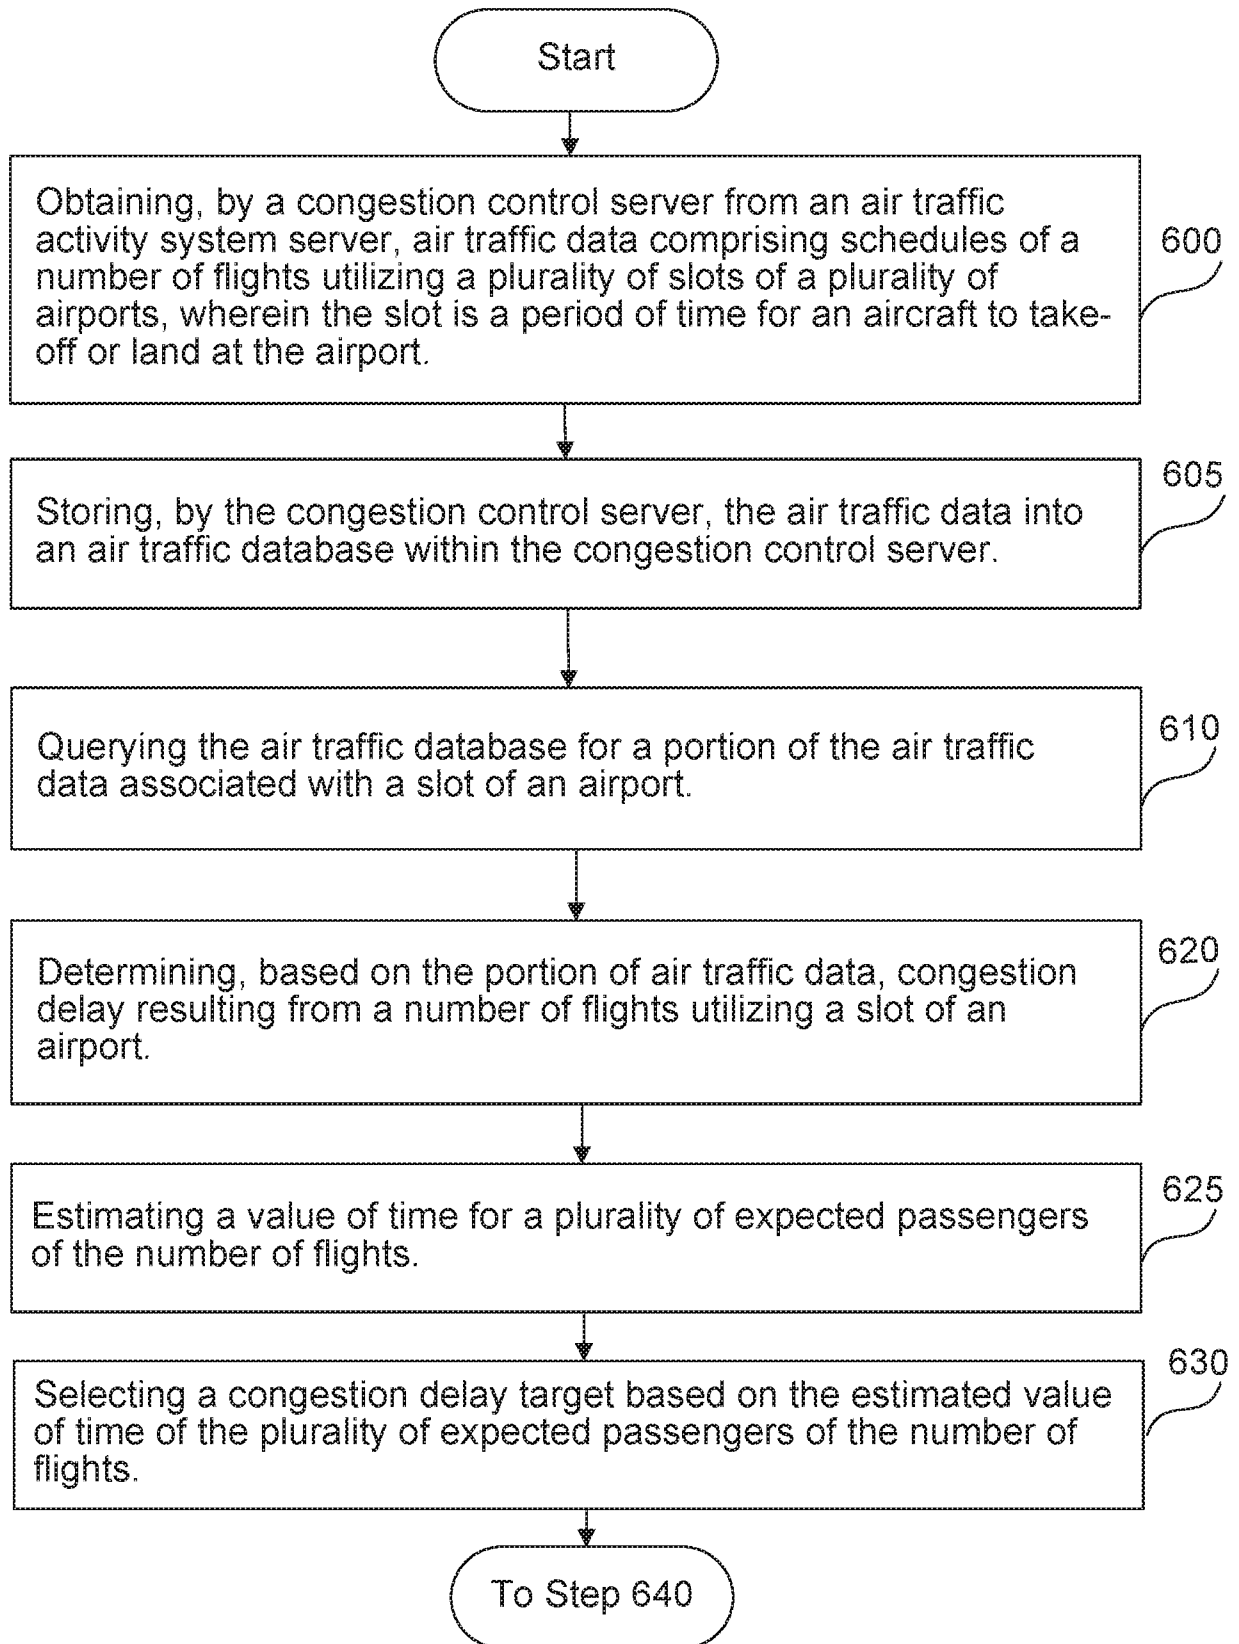 Start
Obtaining, by a congestion control server from an air traffic
activity system server, air traffic data comprising schedules of a
number of flights utilizing a plurality of slots of a plurality of
airports, wherein the slot is a period of time for an aircraft to take-
off or land at the airport.
600
Storing, by the congestion control server, the air traffic data into
an air traffic database within the congestion control server.
605
Querying the air traffic database for a portion of the air traffic
data associated with a slot of an airport.
610
Determining, based on the portion of air traffic data, congestion
delay resulting from a number of flights utilizing a slot of an
airport.
620
Estimating a value of time for a plurality of expected passengers
of the number of flights.
625
Selecting a congestion delay target based on the estimated value
of time of the plurality of expected passengers of the number of
flights.
630
To Step 640